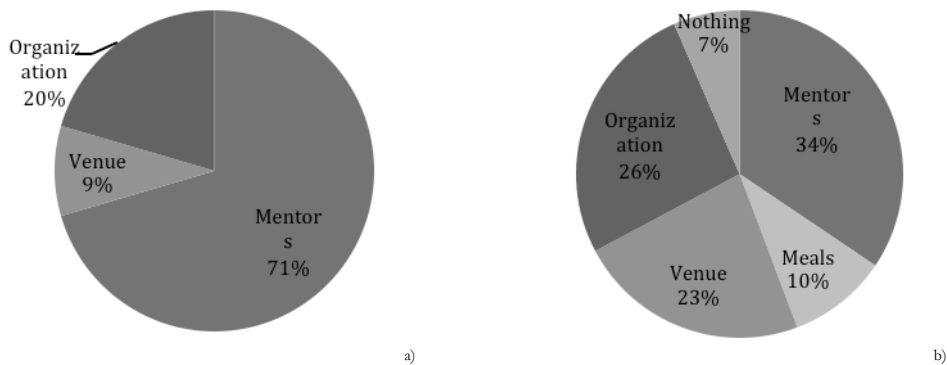 Organiz
ation
20%
Venue
9%
Mentor
s
71%
a)
Nothing
7%
Mentor
s
34%
Organiz
ation
26%
Meals
10%
Venue
23%
b)